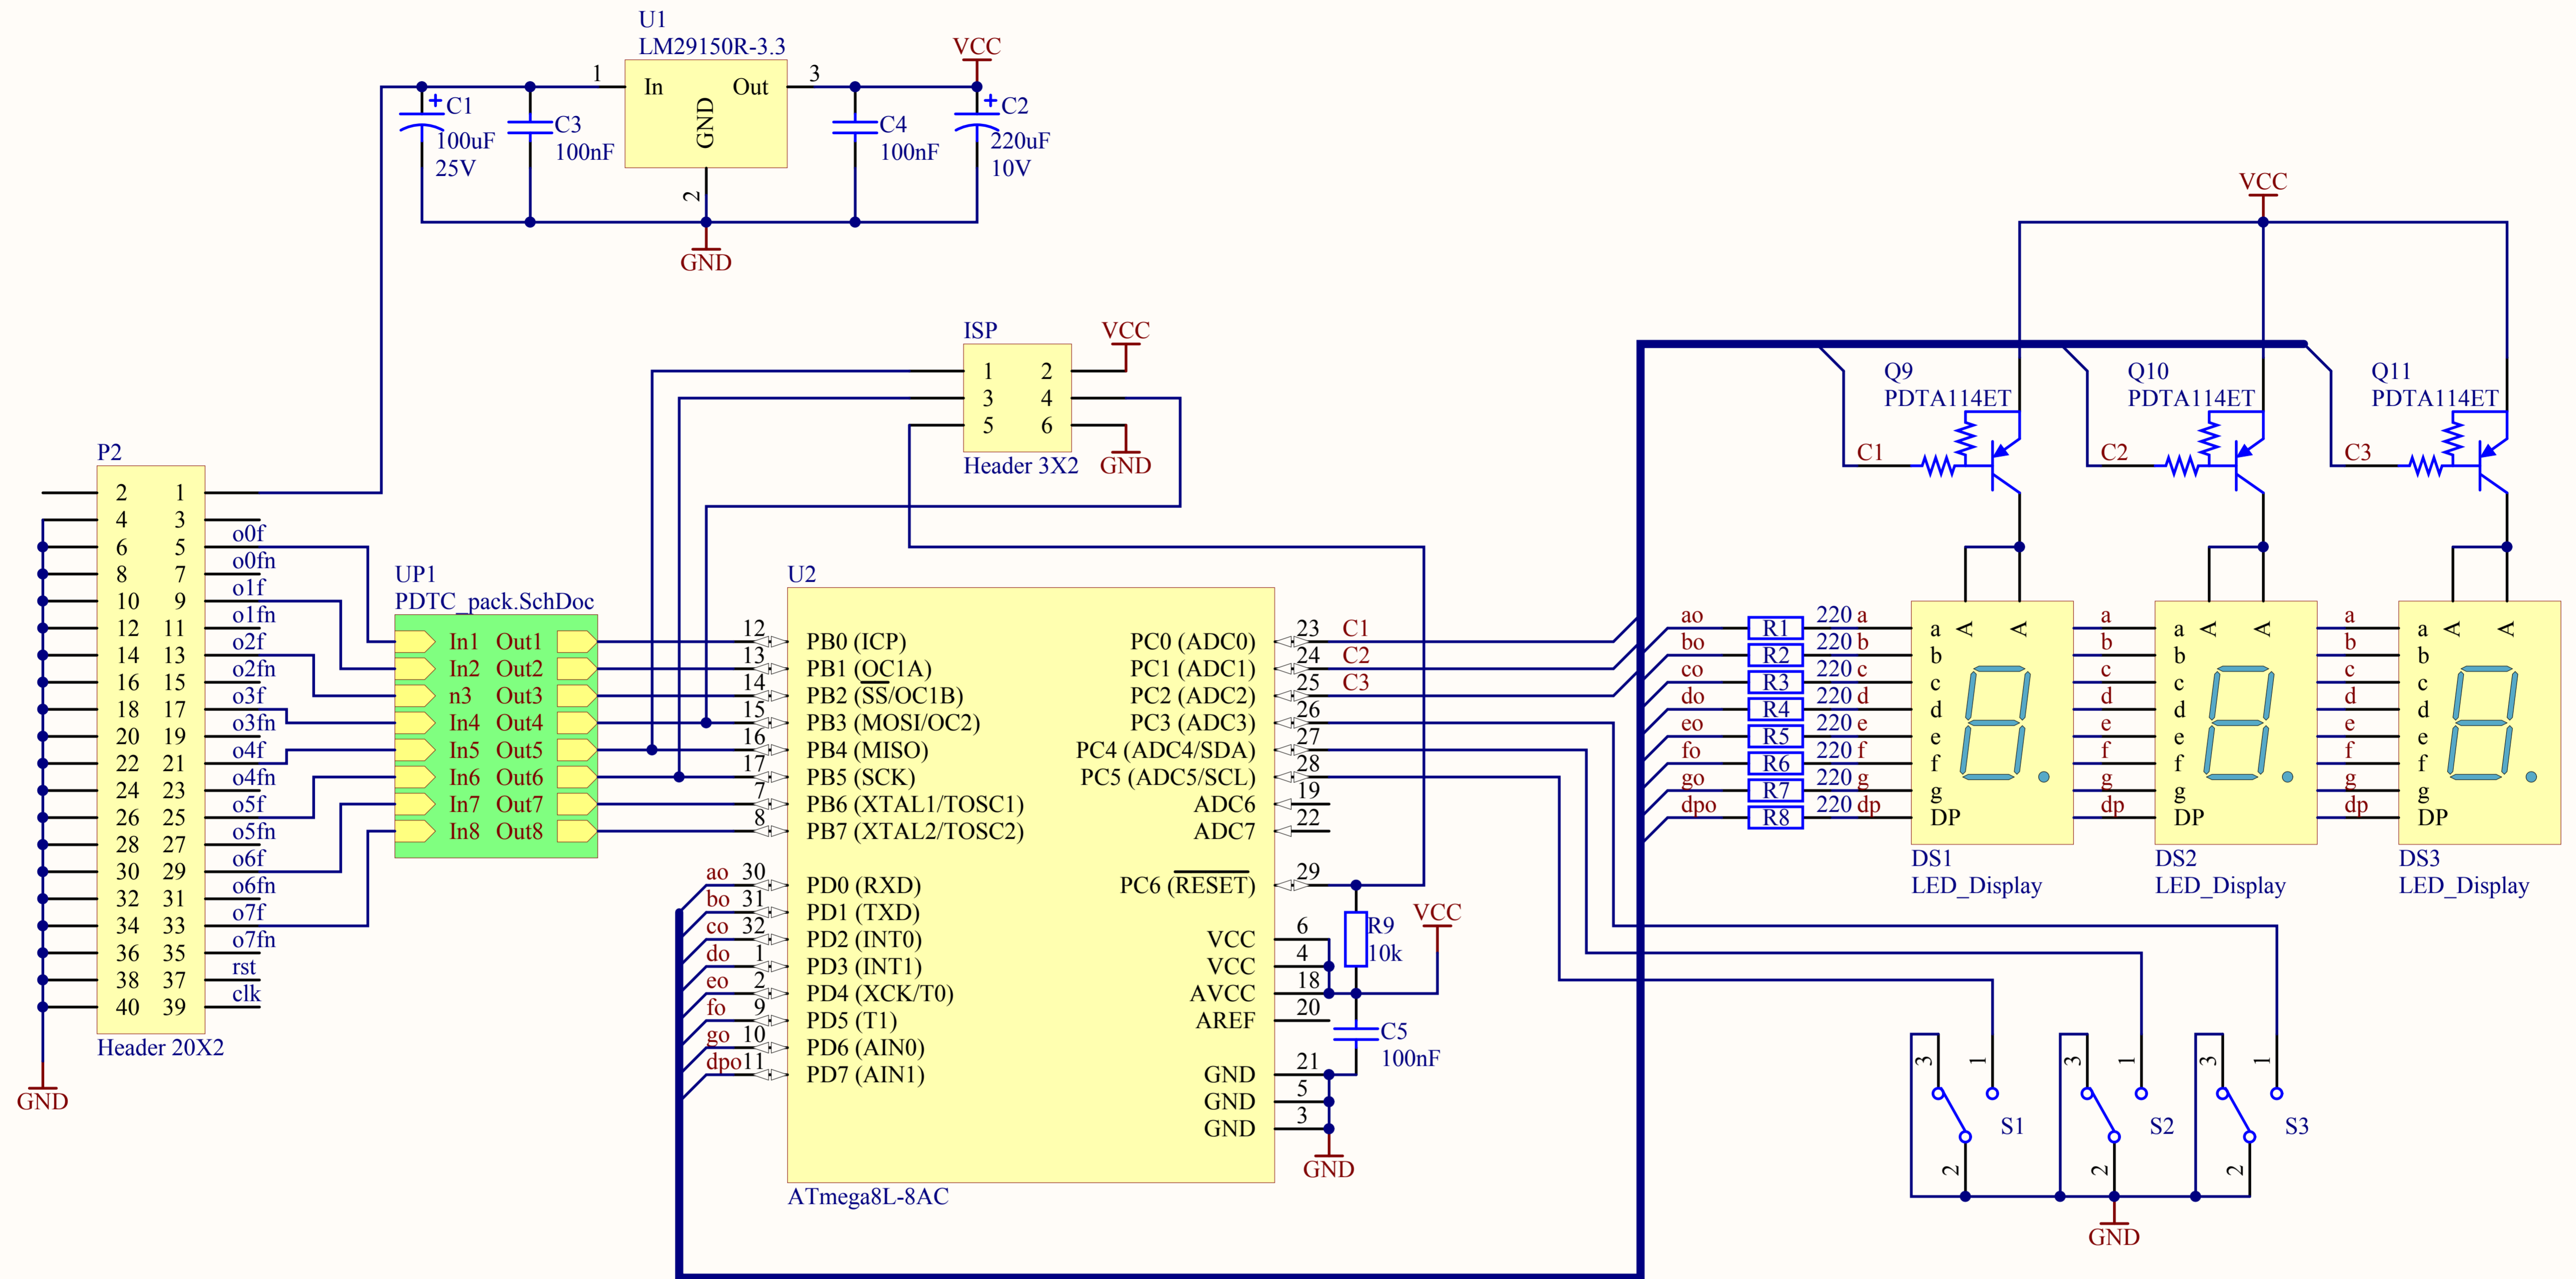 U1
LM29150R-3.3
VCC
1 In Out 3
GND
2
+ C1
100uF
25V
C3
100nF
C4
100nF
+ C2
220uF
10V
GND
VCC
ISP
VCC
1 2
3 4
5 6
Header 3X2
GND
P2
2 1
4 3
o0f
6 5
o0fn
8 7
o1f
10 9
o1fn
12 11
o2f
14 13
o2fn
16 15
o3f
18 17
o3fn
20 19
o4f
22 21
o4fn
24 23
o5f
26 25
o5fn
28 27
o6f
30 29
o6fn
32 31
o7f
34 33
o7fn
36 35
rst
38 37
clk
40 39
Header 20X2
GND
UP1
PDTC_pack.SchDoc
In1 Out1
In2 Out2
n3 Out3
In4 Out4
In5 Out5
In6 Out6
In7 Out7
In8 Out8
U2
12 PB0 (ICP)
13 PB1 (OC1A)
14 PB2 (SS/OC1B)
15 PB3 (MOSI/OC2)
16 PB4 (MISO)
17 PB5 (SCK)
7 PB6 (XTAL1/TOSC1)
8 PB7 (XTAL2/TOSC2)
ao 30 PD0 (RXD)
bo 31 PD1 (TXD)
co 32 PD2 (INT0)
do 1 PD3 (INT1)
eo 2 PD4 (XCK/T0)
fo 9 PD5 (T1)
go 10 PD6 (AIN0)
dpo 11 PD7 (AIN1)
PC0 (ADC0) 23 C1
PC1 (ADC1) 24 C2
PC2 (ADC2) 25 C3
PC3 (ADC3) 26
PC4 (ADC4/SDA) 27
PC5 (ADC5/SCL) 28
ADC6 19
ADC7 22
PC6 (RESET) 29
VCC 6
VCC 4
AVCC 18
AREF 20
GND 21
GND 5
GND 3
ATmega8L-8AC
R9
10k
VCC
C5
100nF
GND
Q9
PDTA114ET
C1
Q10
PDTA114ET
C2
Q11
PDTA114ET
C3
ao R1 220 a
bo R2 220 b
co R3 220 c
do R4 220 d
eo R5 220 e
fo R6 220 f
go R7 220 g
dpo R8 220 dp
a A A
b
c
d
e
f
g
DP
DS1
LED_Display
a
b
c
d
e
f
g
dp
a A A
b
c
d
e
f
g
DP
DS2
LED_Display
a
b
c
d
e
f
g
dp
a A A
b
c
d
e
f
g
DP
DS3
LED_Display
3 1
S1
2
3 1
S2
2
3 1
S3
2
GND